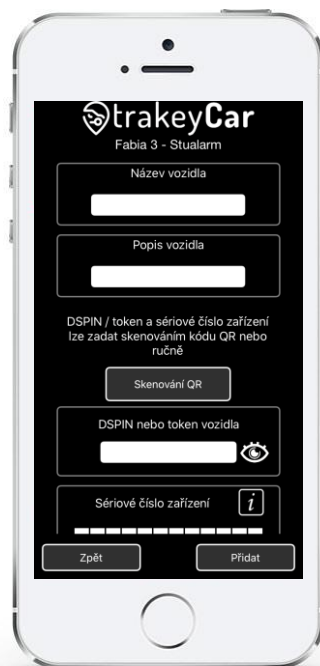 trakeyCar
Fabia 3 - Stualarm
Název vozidla
Popis vozidla
DSPIN / token a sériové číslo zařízení
lze zadat skenováním kódu QR nebo
ručně
Skenování QR
DSPIN nebo token vozidla
Sériové číslo zařízení i
Zpět Přidat